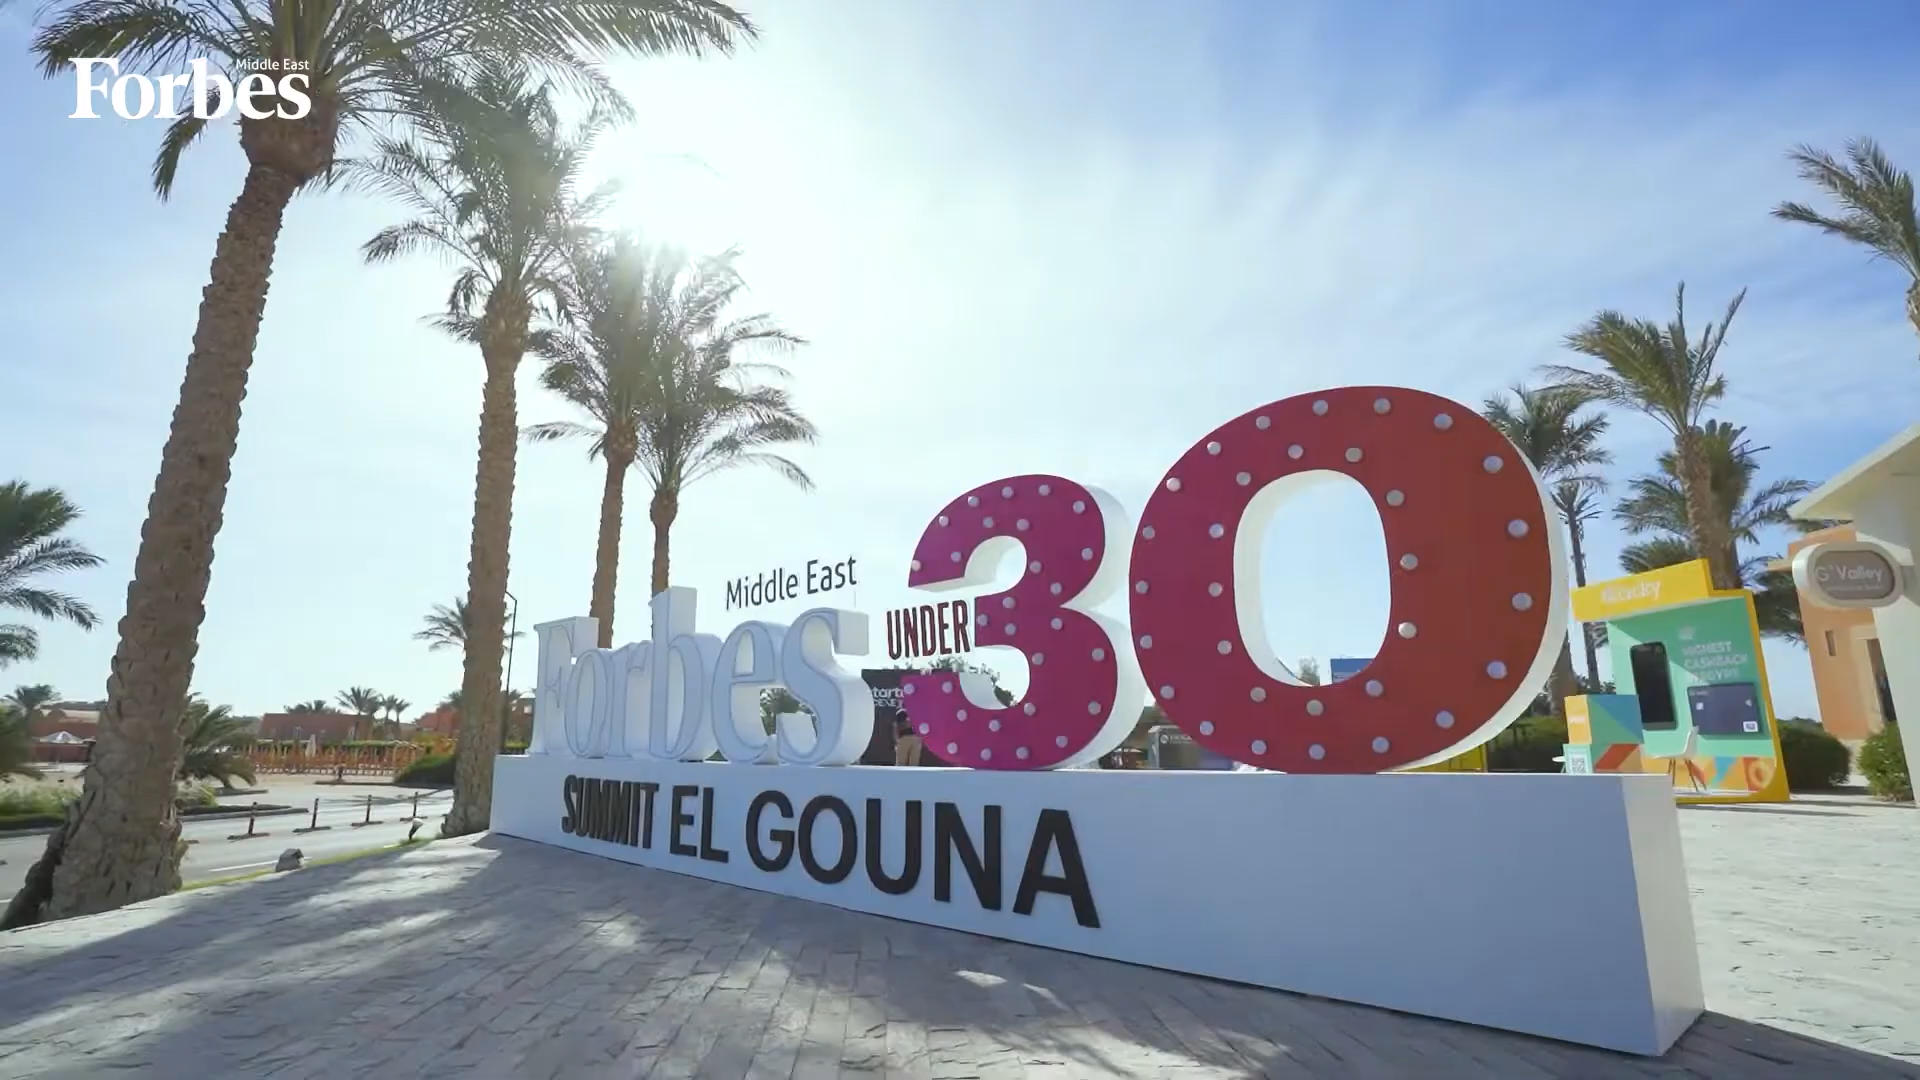 Forbes
Middle East
Middle East
Forbes
UNDER
30
SUMMIT EL GOUNA
G'Valley
HIGHEST
CASHBACK